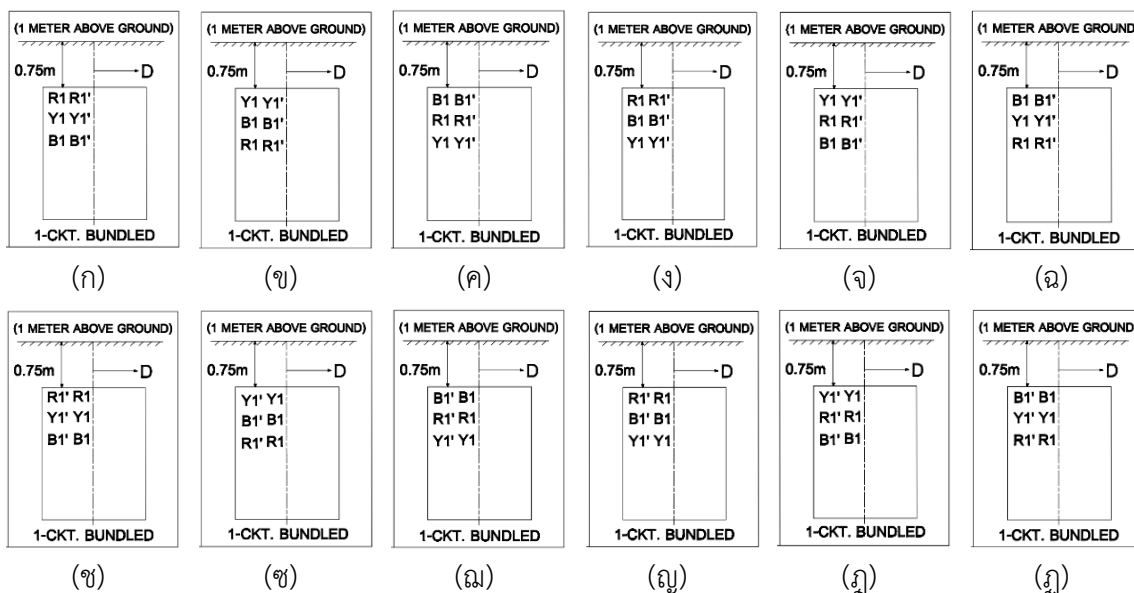 (1 METER ABOVE GROUND)
0.75m
D
R1 R1'
Y1 Y1'
B1 B1'
1-CKT. BUNDLED
(ก)
(1 METER ABOVE GROUND)
0.75m
D
Y1 Y1'
B1 B1'
R1 R1'
1-CKT. BUNDLED
(ข)
(1 METER ABOVE GROUND)
0.75m
D
B1 B1'
R1 R1'
Y1 Y1'
1-CKT. BUNDLED
(ค)
(1 METER ABOVE GROUND)
0.75m
D
R1 R1'
B1 B1'
Y1 Y1'
1-CKT. BUNDLED
(ง)
(1 METER ABOVE GROUND)
0.75m
D
Y1 Y1'
R1 R1'
B1 B1'
1-CKT. BUNDLED
(จ)
(1 METER ABOVE GROUND)
0.75m
D
B1 B1'
Y1 Y1'
R1 R1'
1-CKT. BUNDLED
(ฉ)
(1 METER ABOVE GROUND)
0.75m
D
R1' R1
Y1' Y1
B1' B1
1-CKT. BUNDLED
(ช)
(1 METER ABOVE GROUND)
0.75m
D
Y1' Y1
B1' B1
R1' R1
1-CKT. BUNDLED
(ซ)
(1 METER ABOVE GROUND)
0.75m
D
B1' B1
R1' R1
Y1' Y1
1-CKT. BUNDLED
(ฌ)
(1 METER ABOVE GROUND)
0.75m
D
R1' R1
B1' B1
Y1' Y1
1-CKT. BUNDLED
(ญ)
(1 METER ABOVE GROUND)
0.75m
D
Y1' Y1
R1' R1
B1' B1
1-CKT. BUNDLED
(ฎ)
(1 METER ABOVE GROUND)
0.75m
D
B1' B1
Y1' Y1
R1' R1
1-CKT. BUNDLED
(ฏ)